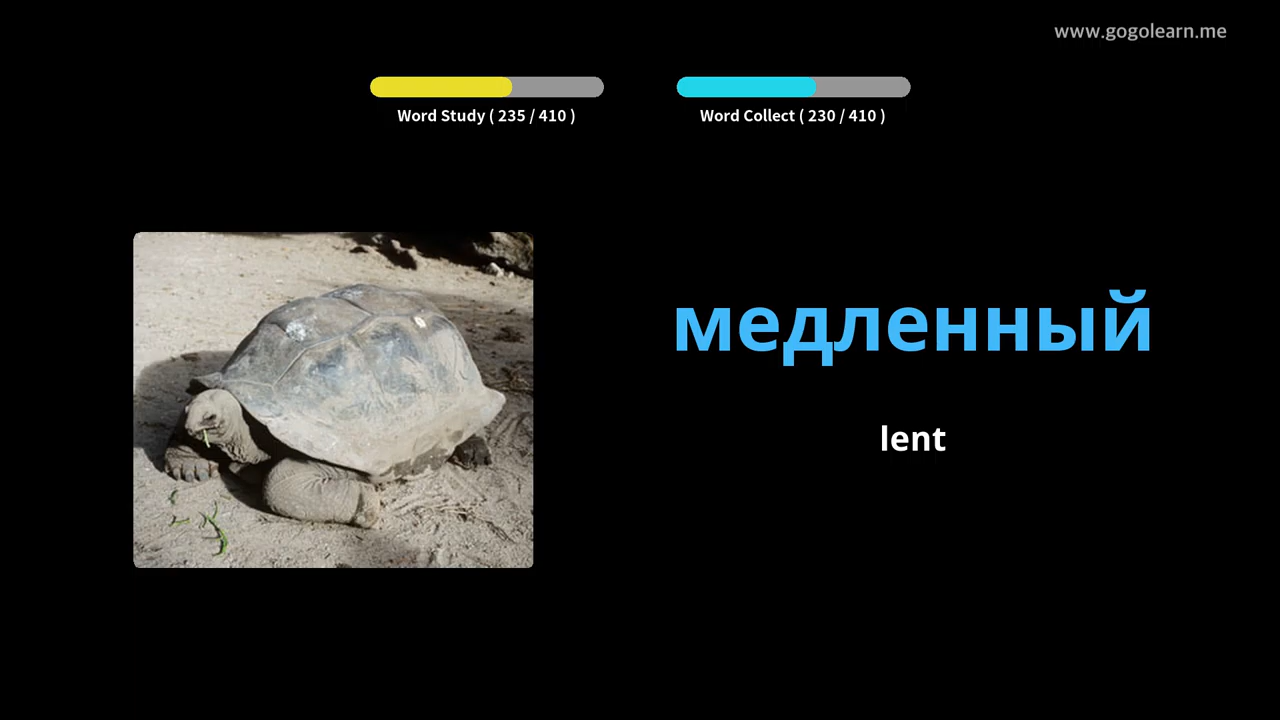 www.gogolearn.me
Word Study ( 235 / 410 )
Word Collect ( 230 / 410 )
медленный
lent